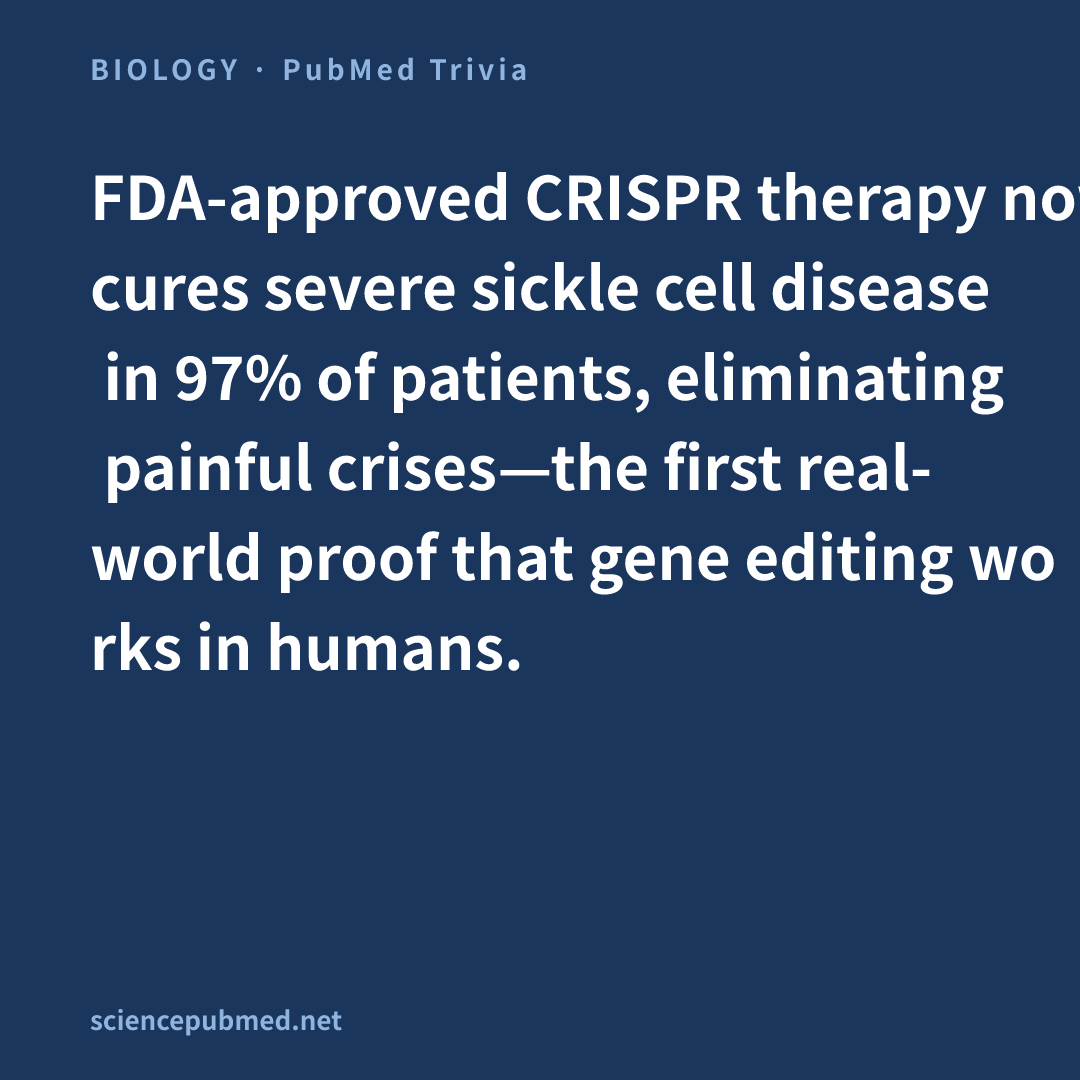 BIOLOGY · PubMed Trivia
FDA-approved CRISPR therapy
cures severe sickle cell disease
in 97% of patients, eliminating
painful crises—the first real-
world proof that gene editing wo
rks in humans.
sciencepubmed.net